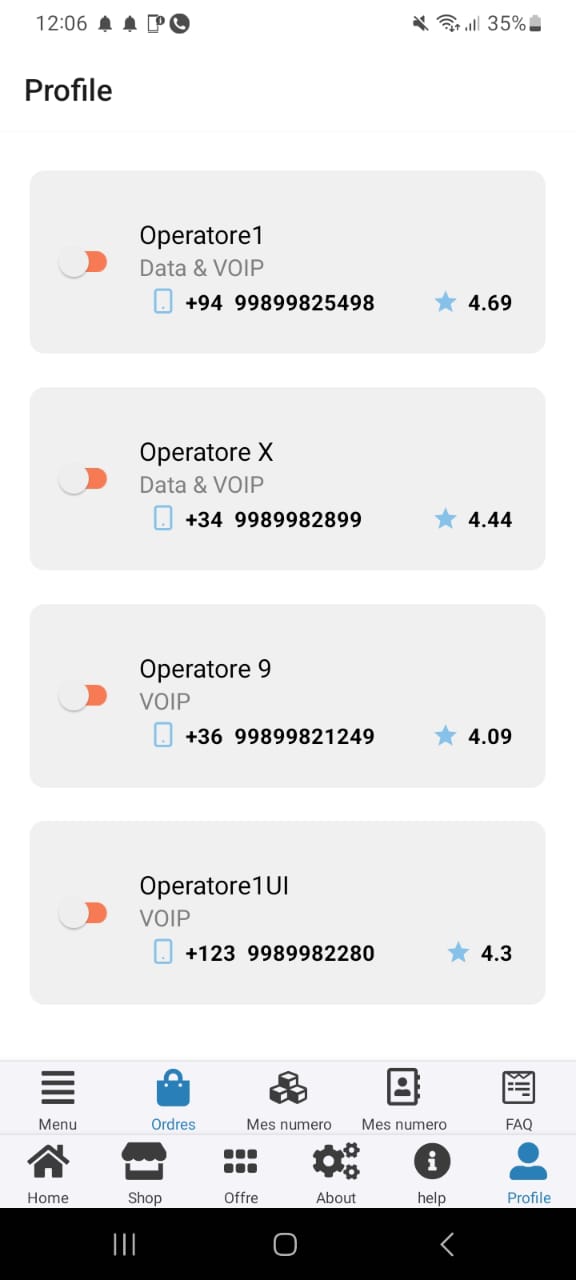 12:06 35%
Profile
Operatore1
Data & VOIP
+94 99899825498 4.69
Operatore X
Data & VOIP
+34 9989982899 4.44
Operatore 9
VOIP
+36 99899821249 4.09
Operatore1UI
VOIP
+123 9989982280 4.3
Menu Ordres Mes numero Mes numero FAQ
Home Shop Offre About help Profile